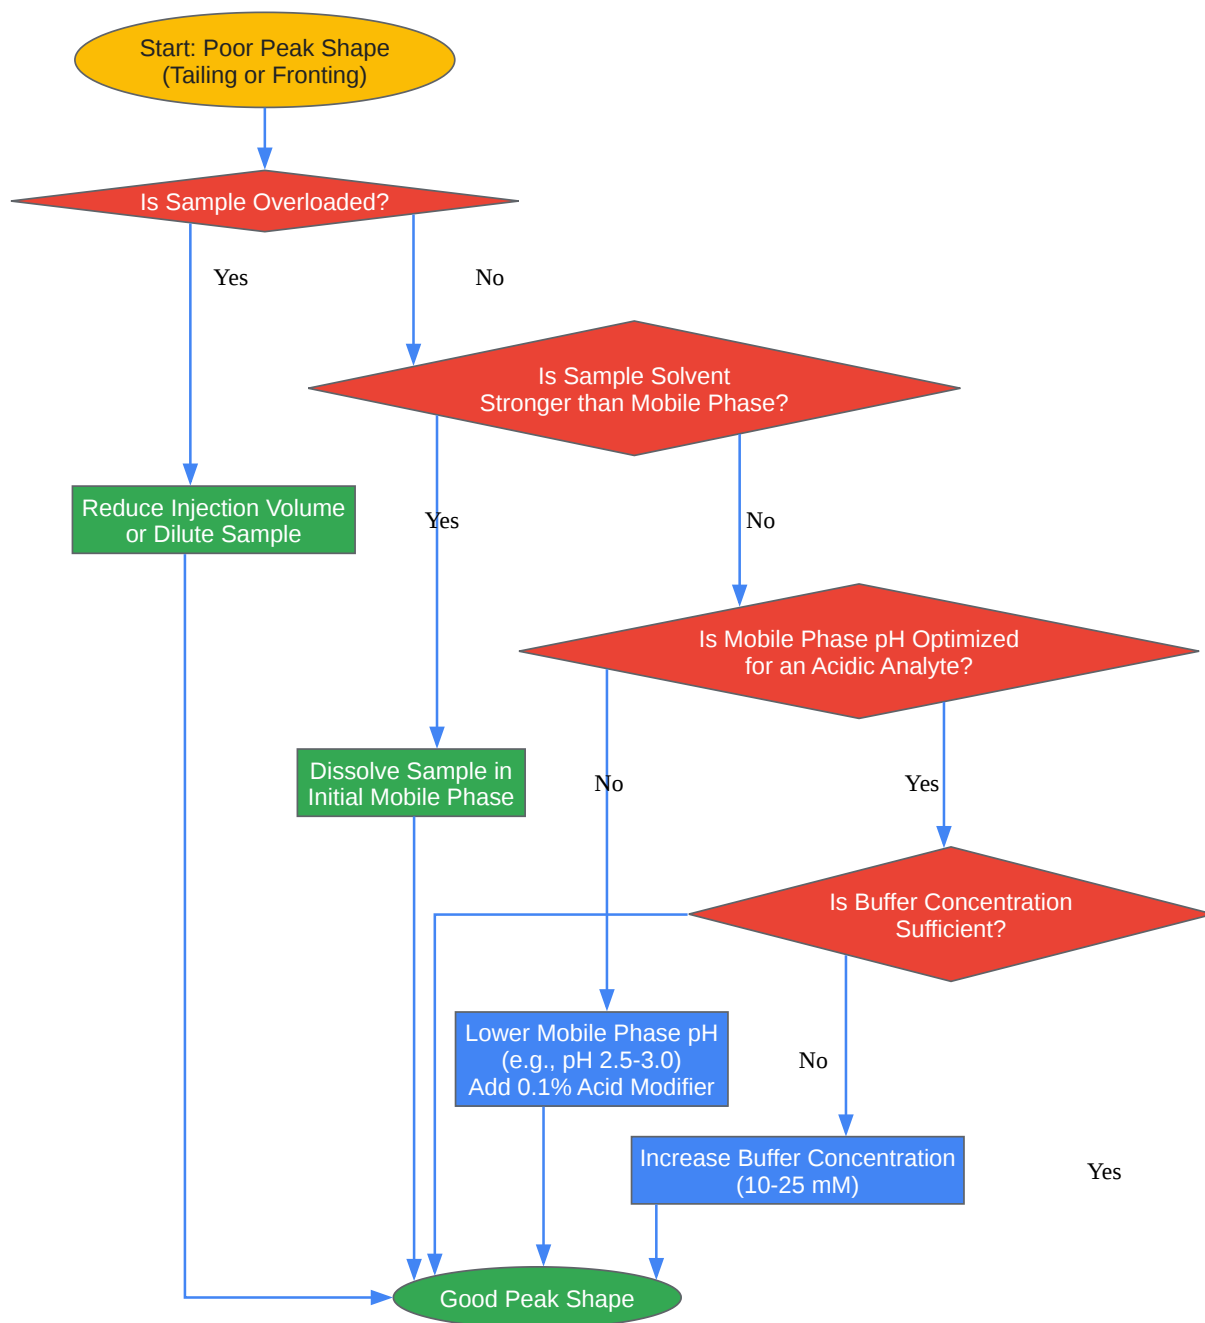 Start: Poor Peak Shape
(Tailing or Fronting)
Is Sample Overloaded?
Yes
No
Is Sample Solvent
Stronger than Mobile Phase?
Reduce Injection Volume
or Dilute Sample
Yes
No
Is Mobile Phase pH Optimized
for an Acidic Analyte?
Dissolve Sample in
Initial Mobile Phase
No
Yes
Is Buffer Concentration
Sufficient?
Lower Mobile Phase pH
(e.g., pH 2.5-3.0)
Add 0.1% Acid Modifier
No
Increase Buffer Concentration
(10-25 mM)
Yes
Good Peak Shape